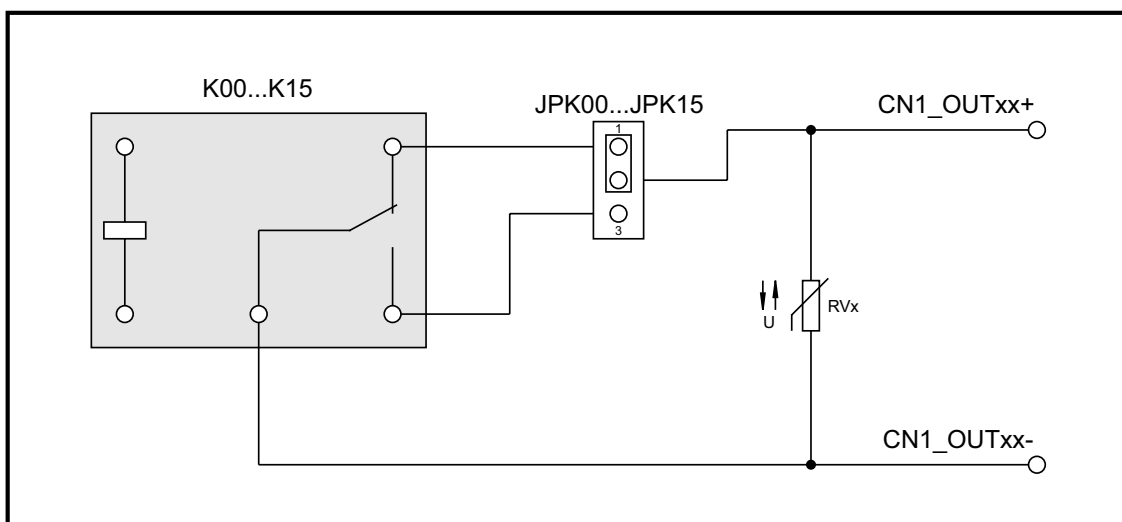 K00...K15
JPK00...JPK15
CN1_OUTxx+
1
3
U
RVx
CN1_OUTxx-